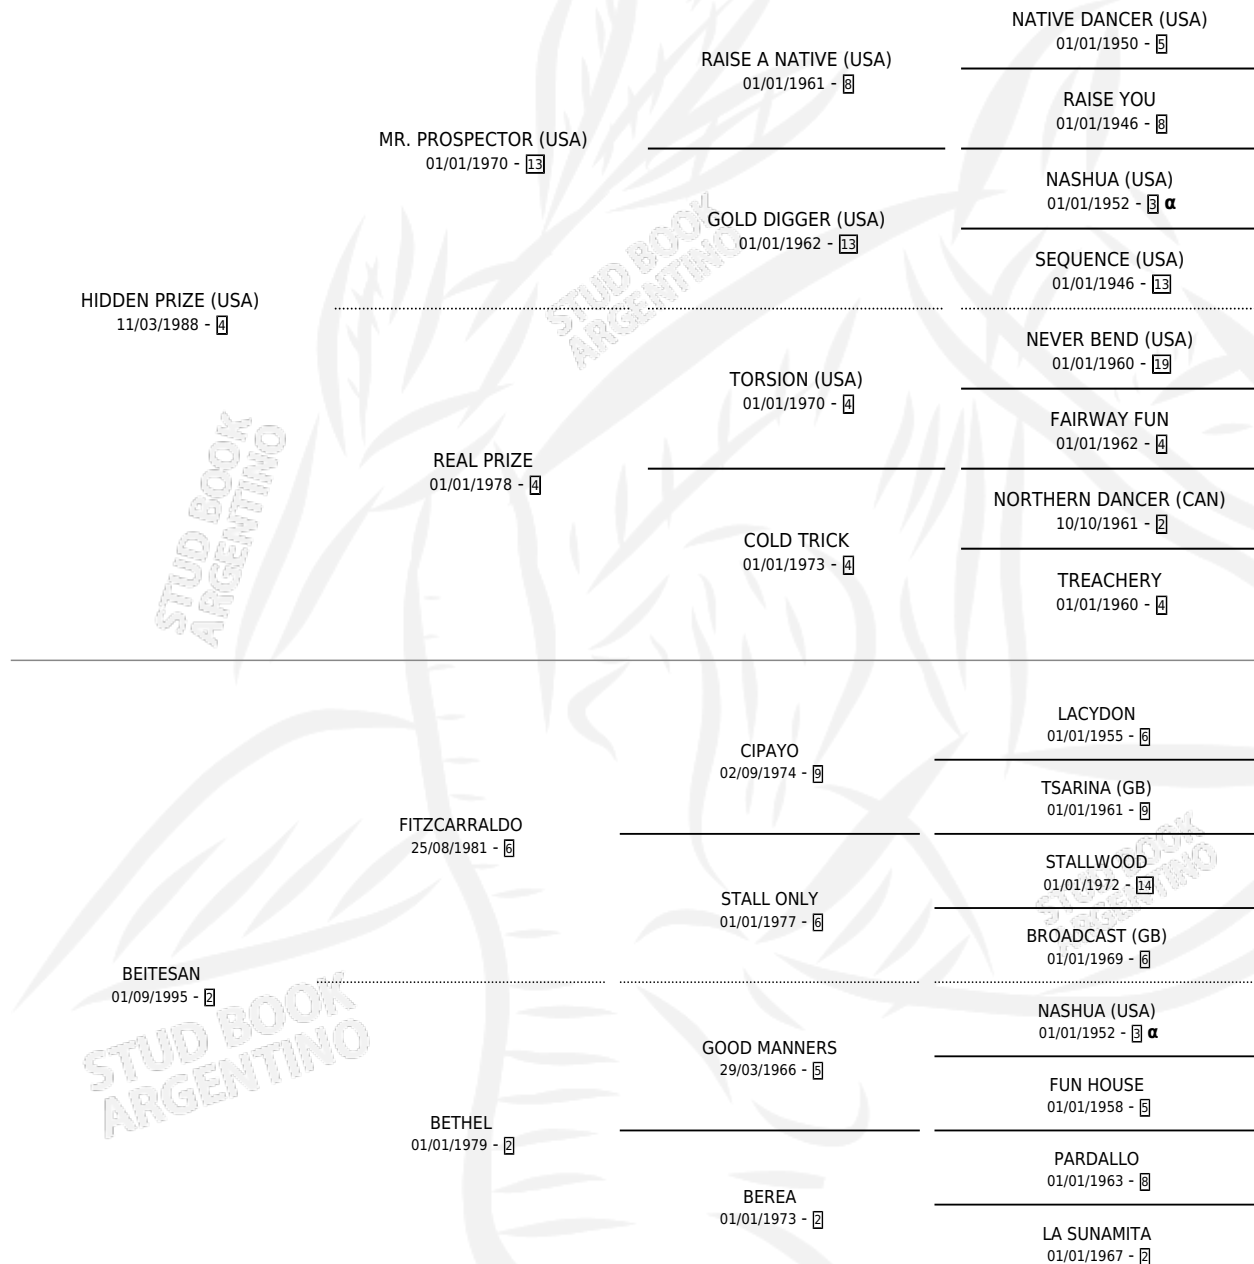 NATIVE DANCER (USA)
01/01/1950 - 5
RAISE A NATIVE (USA)
01/01/1961 - 8
RAISE YOU
01/01/1946 - 8
MR. PROSPECTOR (USA)
01/01/1970 - 13
NASHUA (USA)
01/01/1952 - 3 α
GOLD DIGGER (USA)
01/01/1962 - 13
SEQUENCE (USA)
01/01/1946 - 13
HIDDEN PRIZE (USA)
11/03/1988 - 4
NEVER BEND (USA)
01/01/1960 - 19
TORSION (USA)
01/01/1970 - 4
FAIRWAY FUN
01/01/1962 - 4
REAL PRIZE
01/01/1978 - 4
NORTHERN DANCER (CAN)
10/10/1961 - 2
COLD TRICK
01/01/1973 - 4
TREACHERY
01/01/1960 - 4
LACYDON
01/01/1955 - 6
CIPAYO
02/09/1974 - 9
TSARINA (GB)
01/01/1961 - 9
FITZCARRALDO
25/08/1981 - 6
STALLWOOD
01/01/1972 - 14
STALL ONLY
01/01/1977 - 6
BROADCAST (GB)
01/01/1969 - 6
BEITESAN
01/09/1995 - 2
NASHUA (USA)
01/01/1952 - 3 α
GOOD MANNERS
29/03/1966 - 5
FUN HOUSE
01/01/1958 - 5
BETHEL
01/01/1979 - 2
PARDALLO
01/01/1963 - 8
BEREA
01/01/1973 - 2
LA SUNAMITA
01/01/1967 - 2
STUD BOOK
ARGENTINO
STUD BOOK
ARGENTINO
STUD BOOK
ARGENTINO
STUD BOOK
ARGENTINO